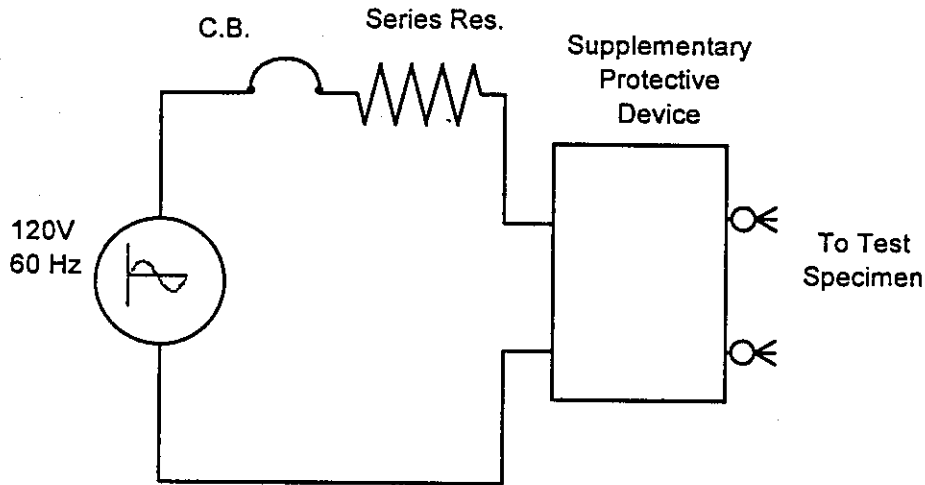 C.B.
Series Res.
Supplementary
Protective
Device
120V
60 Hz
To Test
Specimen